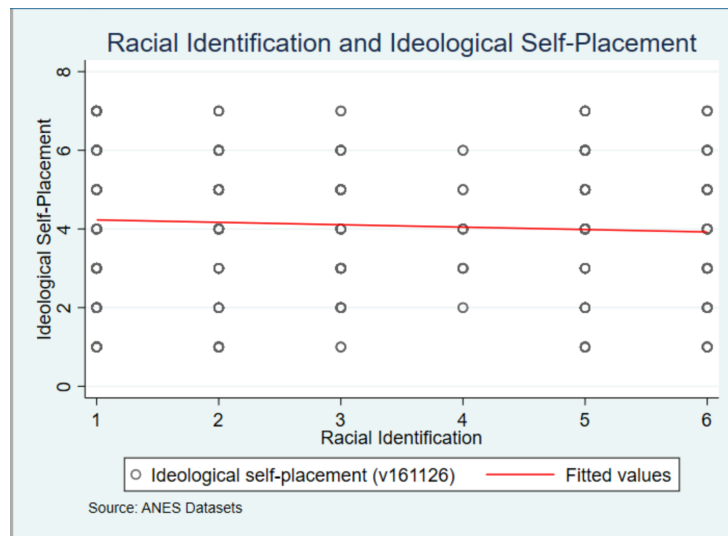 Racial Identification and Ideological Self-Placement
8
6
4
2
0
Ideological Self-Placement
1 2 3 4 5 6
Racial Identification
Ideological self-placement (v161126) Fitted values
Source: ANES Datasets